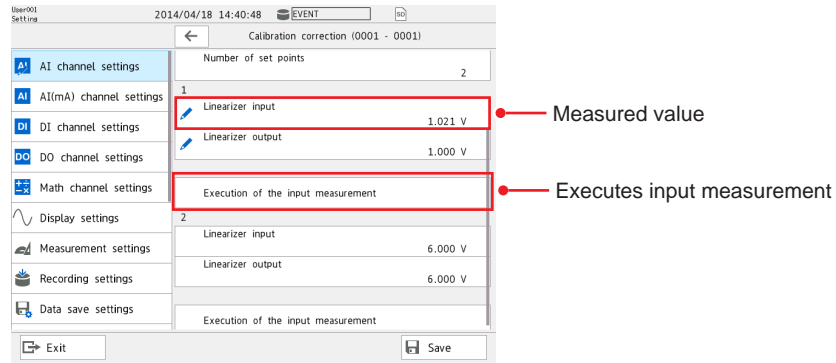 User001
Setting
2014/04/18 14:40:48
EVENT
SD
Calibration correction (0001 - 0001)
AI AI channel settings
AI AI(mA) channel settings
DI DI channel settings
DO DO channel settings
Math channel settings
Display settings
Measurement settings
Recording settings
Data save settings
Number of set points
2
1
Linearizer input
1.021 V
Linearizer output
1.000 V
Execution of the input measurement
2
Linearizer input
6.000 V
Linearizer output
6.000 V
Execution of the input measurement
Exit
Save
Measured value
Executes input measurement